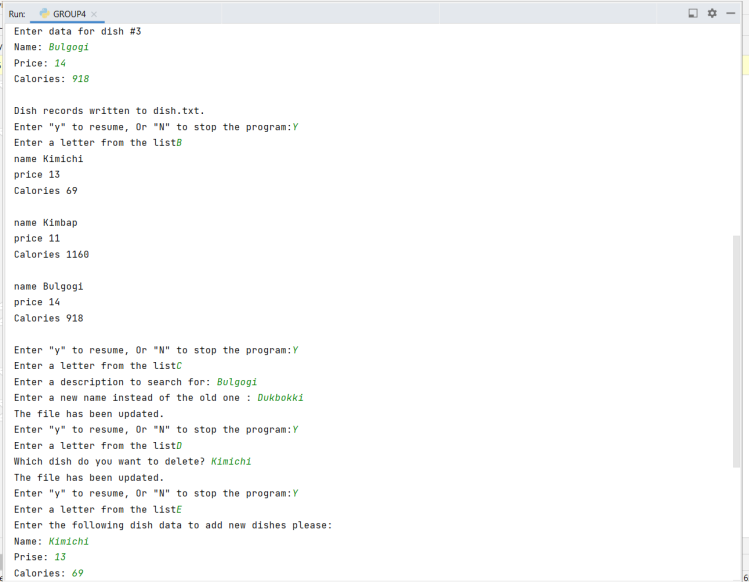 Run: GROUP4
Enter data for dish #3
Name: Bulgogi
Price: 14
Calories: 918
Dish records written to dish.txt.
Enter "y" to resume, Or "N" to stop the program:Y
Enter a letter from the listB
name Kimichi
price 13
Calories 69
name Kimbap
price 11
Calories 1160
name Bulgogi
price 14
Calories 918
Enter "y" to resume, Or "N" to stop the program:Y
Enter a letter from the listC
Enter a description to search for: Bulgogi
Enter a new name instead of the old one : Dukbokki
The file has been updated.
Enter "y" to resume, Or "N" to stop the program:Y
Enter a letter from the listD
Which dish do you want to delete? Kimichi
The file has been updated.
Enter "y" to resume, Or "N" to stop the program:Y
Enter a letter from the listE
Enter the following dish data to add new dishes please:
Name: Kimichi
Prise: 13
Calories: 69